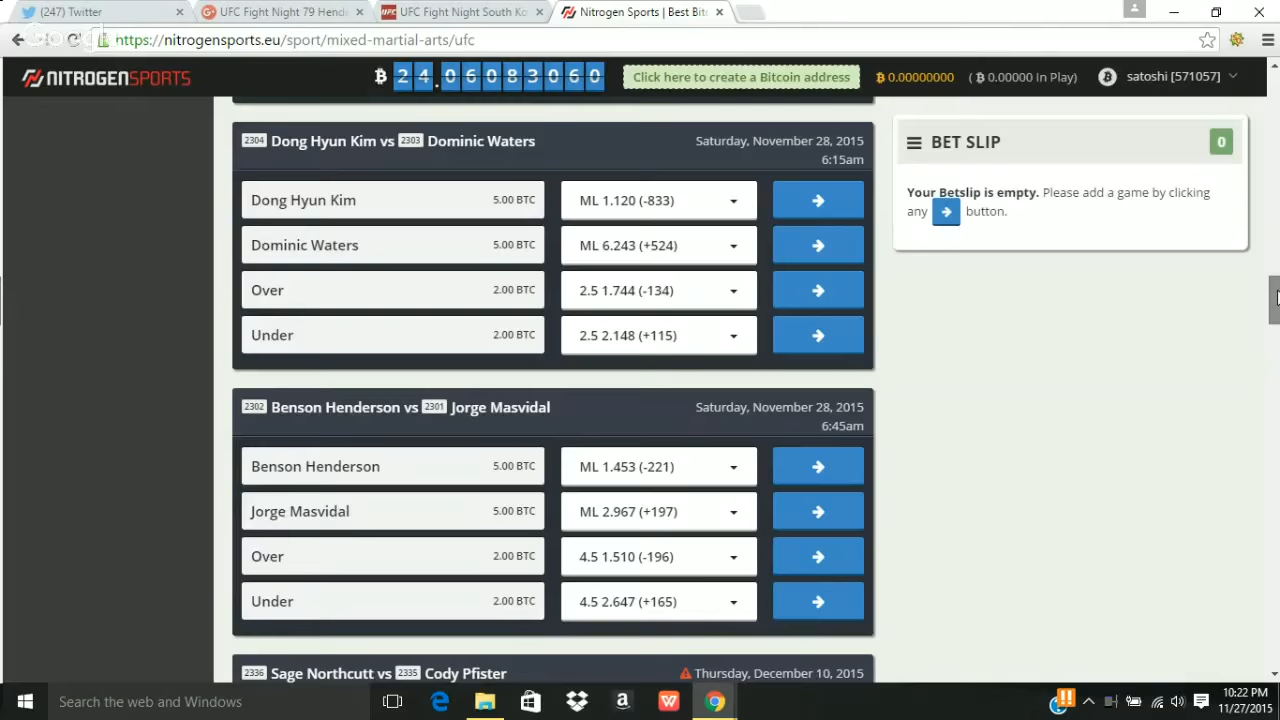 (247) Twitter
UFC Fight Night 79 Hende
UFC Fight Night South Ko
Nitrogen Sports | Best Bit
https://nitrogensports.eu/sport/mixed-martial-arts/ufc
NITROGENSPORTS
24.06083060
Click here to create a Bitcoin address
0.00000000
( 0.00000 In Play)
satoshi [571057]
2304 Dong Hyun Kim vs 2303 Dominic Waters
Saturday, November 28, 2015
6:15am
Dong Hyun Kim 5.00 BTC ML 1.120 (-833)
Dominic Waters 5.00 BTC ML 6.243 (+524)
Over 2.00 BTC 2.5 1.744 (-134)
Under 2.00 BTC 2.5 2.148 (+115)
2302 Benson Henderson vs 2301 Jorge Masvidal
Saturday, November 28, 2015
6:45am
Benson Henderson 5.00 BTC ML 1.453 (-221)
Jorge Masvidal 5.00 BTC ML 2.967 (+197)
Over 2.00 BTC 4.5 1.510 (-196)
Under 2.00 BTC 4.5 2.647 (+165)
2336 Sage Northcutt vs 2335 Cody Pfister
Thursday, December 10, 2015
BET SLIP 0
Your Betslip is empty. Please add a game by clicking
any button.
Search the web and Windows
10:22 PM
11/27/2015